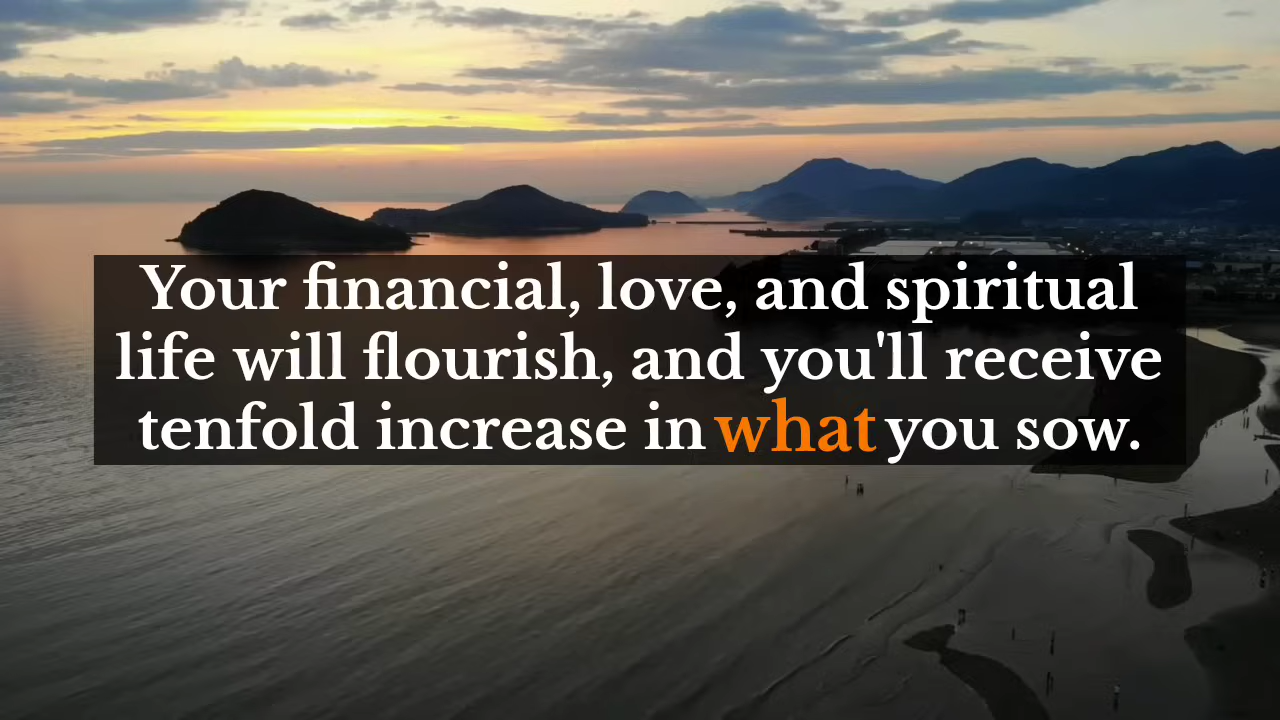 Your financial, love, and spiritual
life will flourish, and you'll receive
tenfold increase in what you sow.